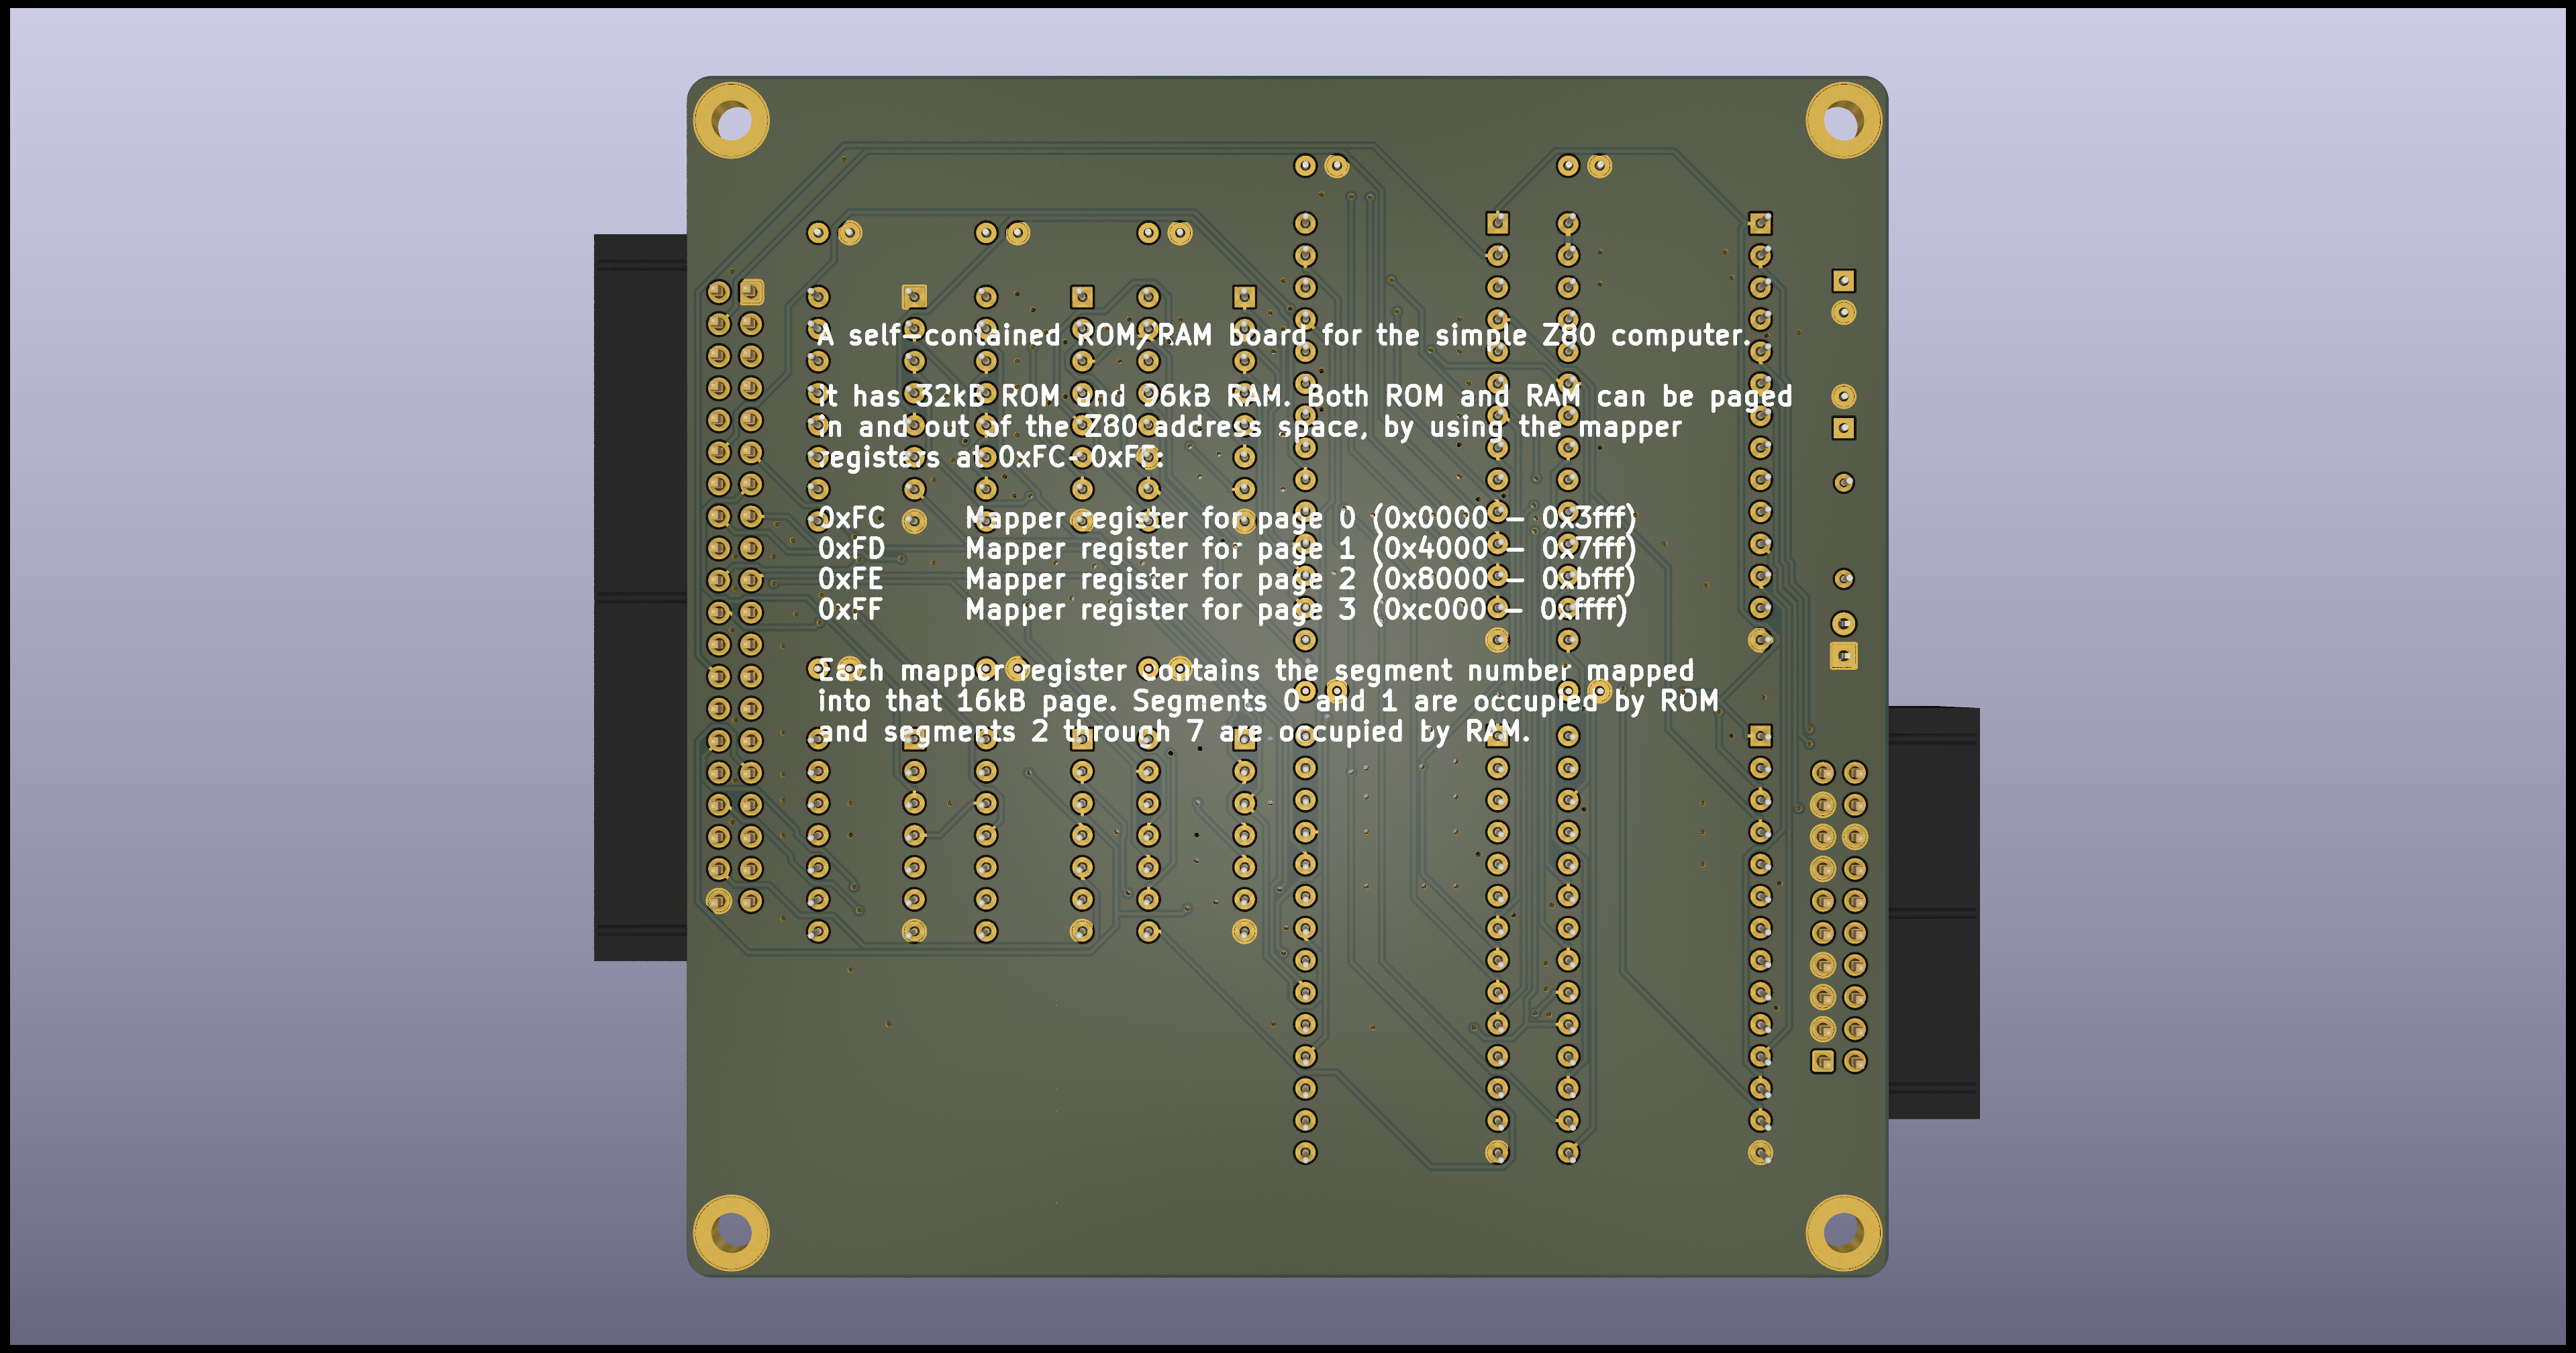 A self-contained ROM/RAM board for the simple Z80 computer.
It has 32kB ROM and 96kB RAM. Both ROM and RAM can be paged
in and out of the Z80 address space, by using the mapper
registers at 0xFC-0xFF:
0xFC Mapper register for page 0 (0x0000 - 0x3fff)
0xFD Mapper register for page 1 (0x4000 - 0x7fff)
0xFE Mapper register for page 2 (0x8000 - 0xbfff)
0xFF Mapper register for page 3 (0xc000 - 0xffff)
Each mapper register contains the segment number mapped
into that 16kB page. Segments 0 and 1 are occupied by ROM
and segments 2 through 7 are occupied by RAM.